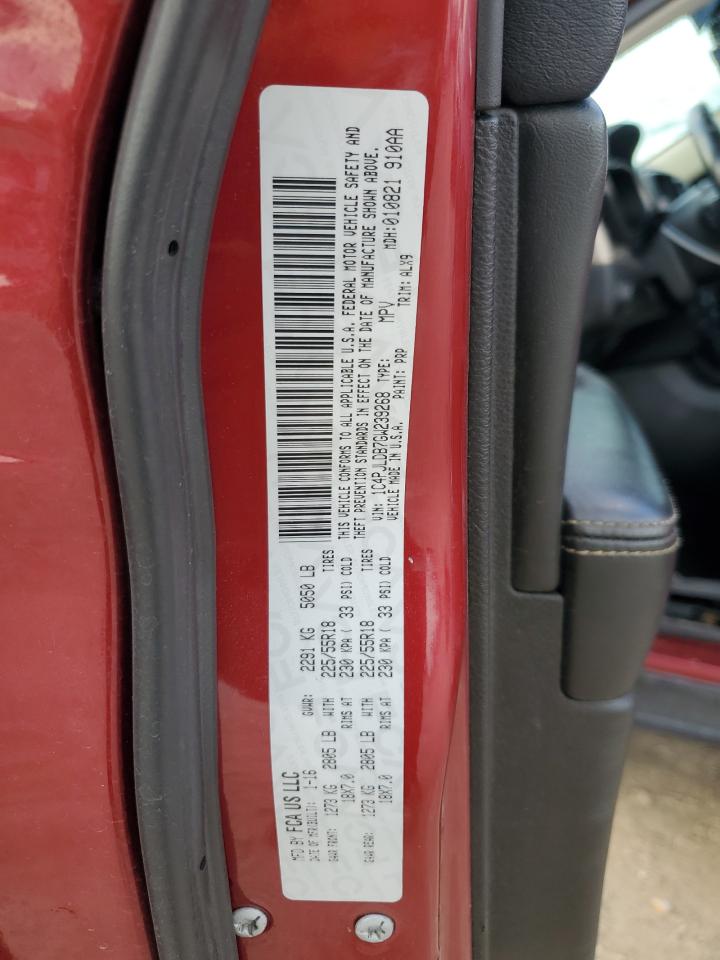 MFD BY FCA US LLC
DATE OF MFR(BUILT): 1-16 GVWR: 2291 KG 5050 LB
GAWR FRONT: 1273 KG 2805 LB WITH 225/55R18 TIRES
18X7.0 RIMS AT 230 KPA ( 33 PSI) COLD
GAWR REAR: 1273 KG 2805 LB WITH 225/55R18 TIRES
18X7.0 RIMS AT 230 KPA ( 33 PSI) COLD
THIS VEHICLE CONFORMS TO ALL APPLICABLE U.S.A. FEDERAL MOTOR VEHICLE SAFETY AND
THEFT PREVENTION STANDARDS IN EFFECT ON THE DATE OF MANUFACTURE SHOWN ABOVE.
VIN: 1C4PJLDB7GW239268 TYPE: MPV MDH:010821 910AA
VEHICLE MADE IN U.S.A. PAINT: PRP TRIM: ALX9